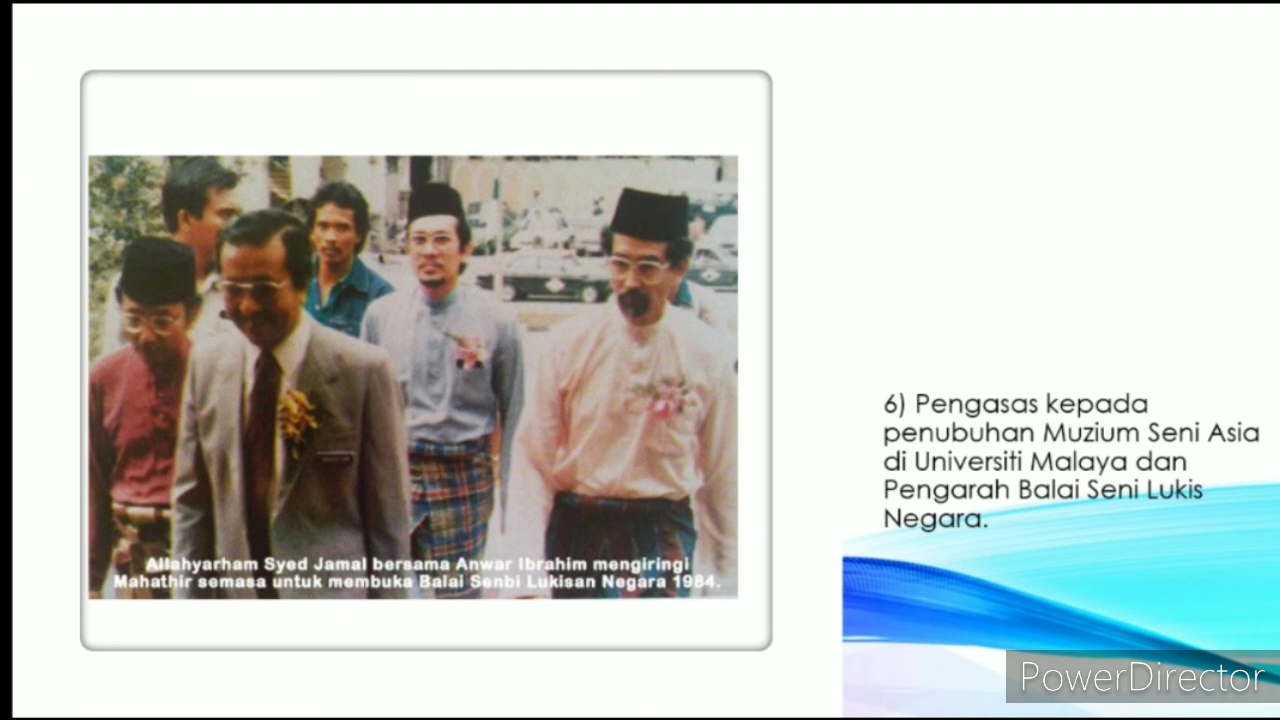 Allahyarham Syed Jamal bersama Anwar Ibrahim mengiringi
Mahathir semasa untuk membuka Balai Senbi Lukisan Negara 1984.
6) Pengasas kepada
penubuhan Muzium Seni Asia
di Universiti Malaya dan
Pengarah Balai Seni Lukis
Negara.
PowerDirector